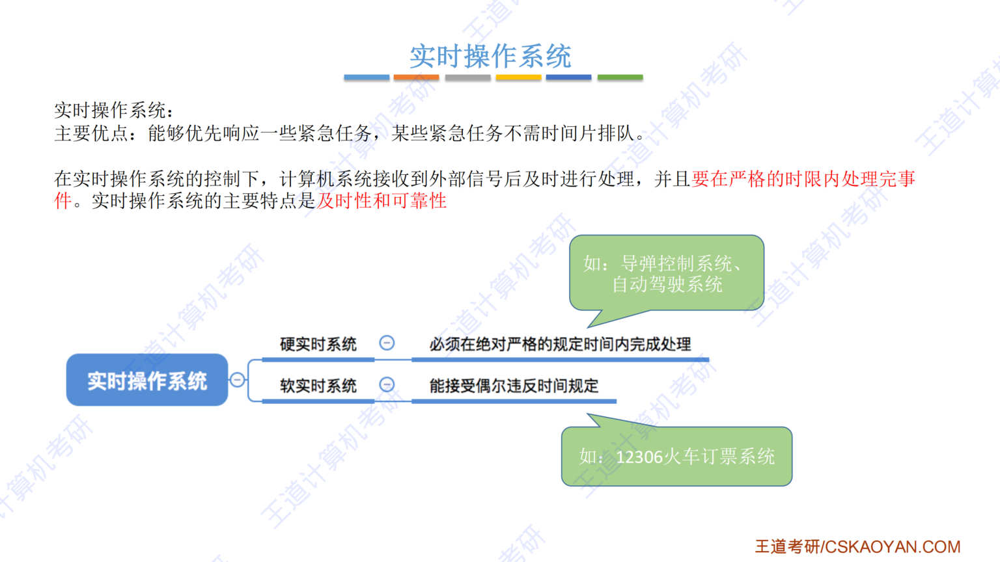 实时操作系统
实时操作系统：
主要优点：能够优先响应一些紧急任务，某些紧急任务不需时间片排队。
在实时操作系统的控制下，计算机系统接收到外部信号后及时进行处理，并且要在严格的时限内处理完事
件。实时操作系统的主要特点是及时性和可靠性
如：导弹控制系统、
自动驾驶系统
硬实时系统
必须在绝对严格的规定时间内完成处理
实时操作系统
软实时系统
能接受偶尔违反时间规定
如：12306火车订票系统
王道考研/CSKAOYAN.COM
王道计算机考研